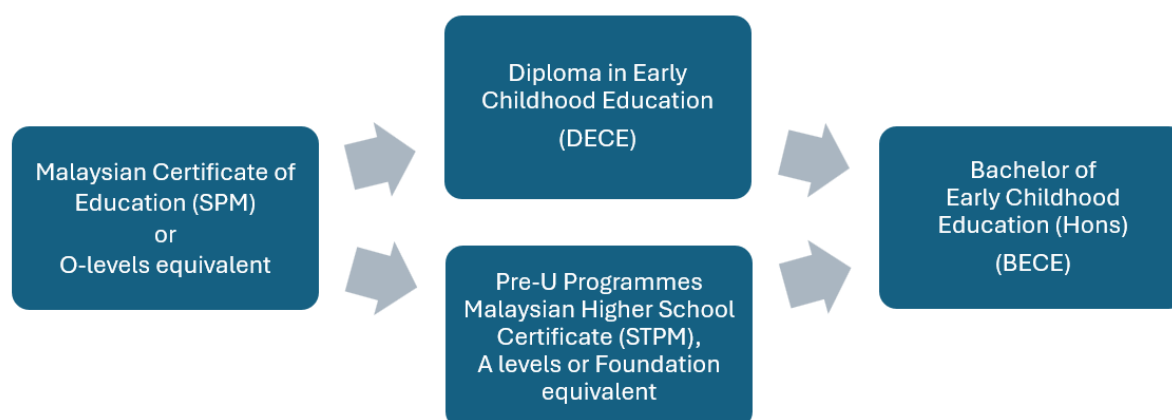 Malaysian Certificate of
Education (SPM)
or
O-levels equivalent
Diploma in Early
Childhood Education
(DECE)
Pre-U Programmes
Malaysian Higher School
Certificate (STPM),
A levels or Foundation
equivalent
Bachelor of
Early Childhood
Education (Hons)
(BECE)